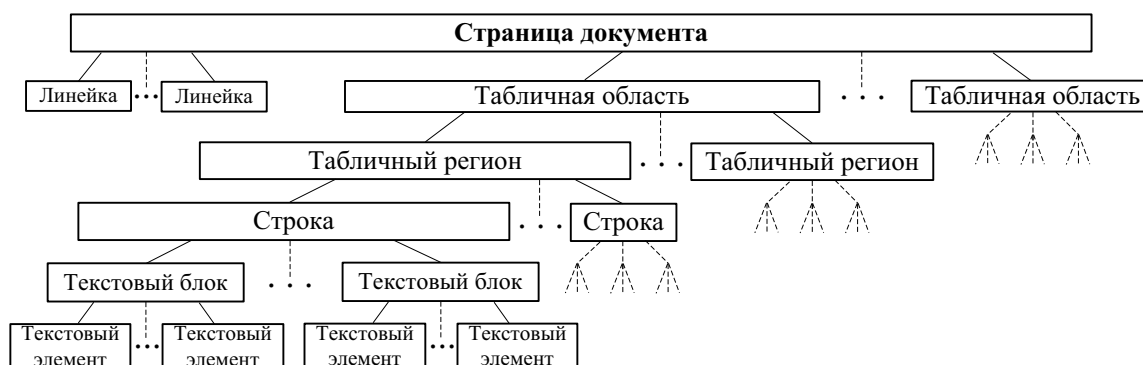 Страница документа
Линейка ... Линейка
Табличная область . . . Табличная область
Табличный регион . . . Табличный регион
Строка . . . Строка
Текстовый блок . . . Текстовый блок
Текстовый ... Текстовый Текстовый ... Текстовый
элемент элемент элемент элемент